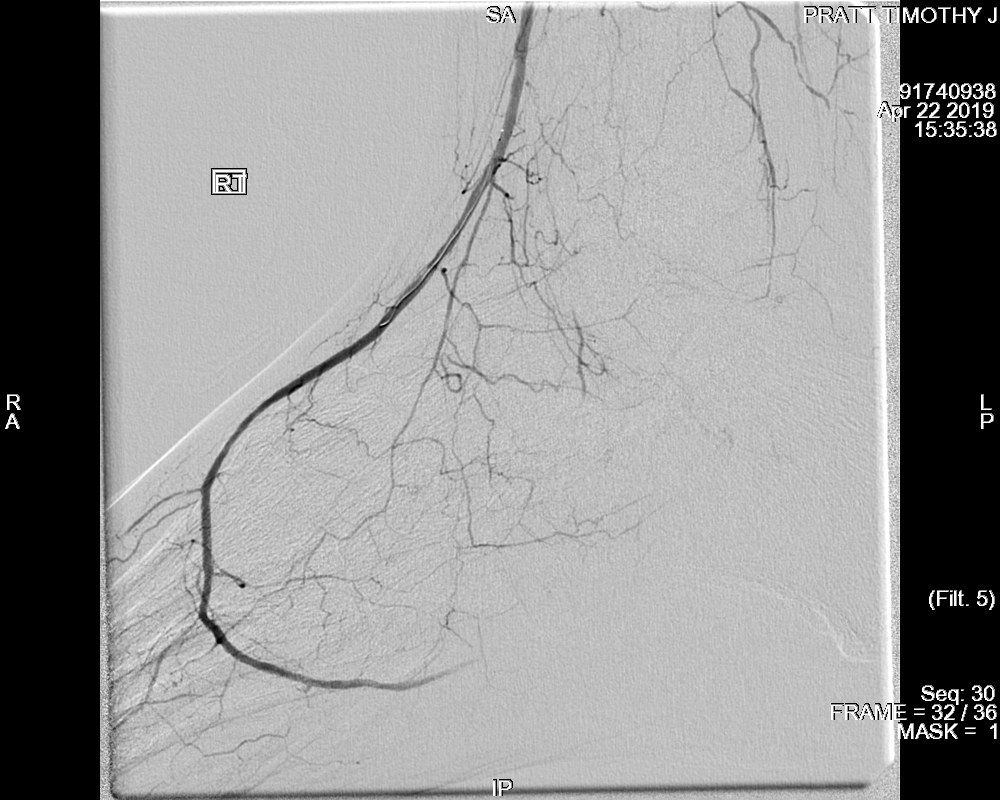 SA
PRATT TIMOTHY J
91740938
Apr 22 2019
15:35:38
RT
R
A
L
P
(Filt. 5)
Seq: 30
FRAME = 32 / 36
MASK = 1
IP